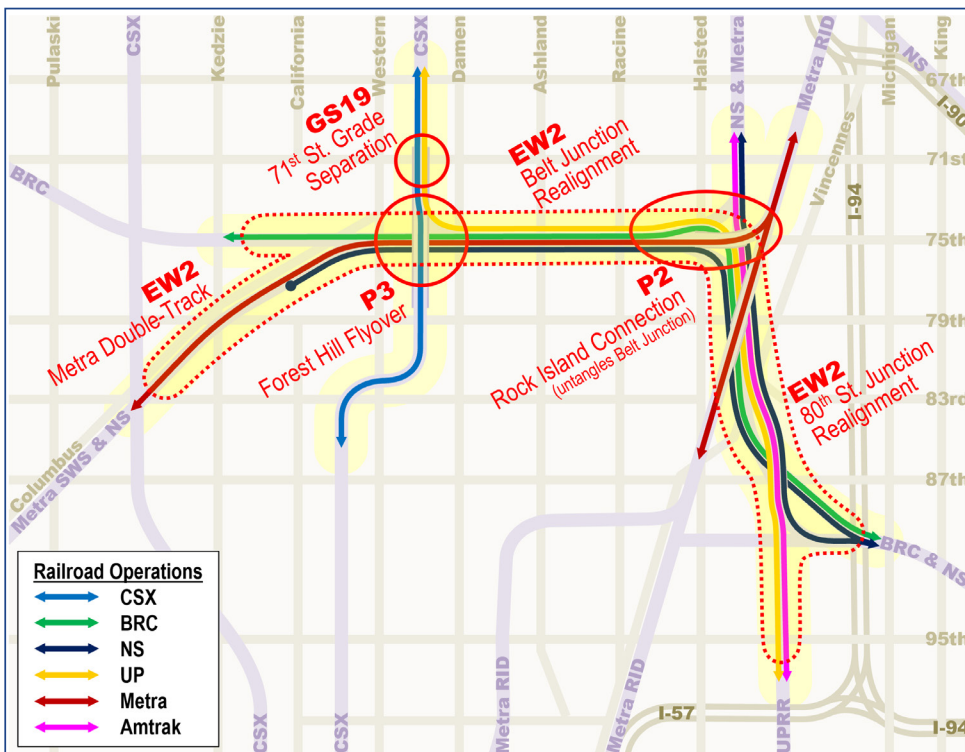 Pulaski
CSX
Kedzie
California
Western
CSX
Damen
Ashland
Racine
Halsted
NS & Metra
Metra RID
Vincennes
Michigan
NS
King
I-90
I-94
67th
71st
75th
79th
83rd
87th
95th
BRC
GS19
71st St. Grade
Separation
EW2
Belt Junction
Realignment
EW2
Metra Double-Track
P3
Forest Hill Flyover
P2
Rock Island Connection
(untangles Belt Junction)
EW2
80th St. Junction
Realignment
Columbus
Metra SWS & NS
BRC & NS
Railroad Operations
CSX
BRC
NS
UP
Metra
Amtrak
CSX
CSX
Metra RID
Metra RID
I-57
UPRR
I-94